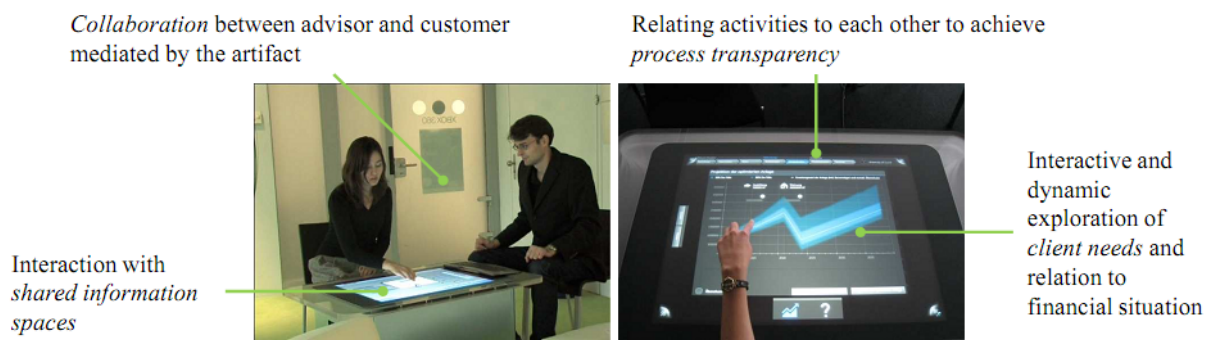 Collaboration between advisor and customer
mediated by the artifact
Relating activities to each other to achieve
process transparency
Interactive and
dynamic
exploration of
client needs and
relation to
financial situation
Interaction with
shared information
spaces
?